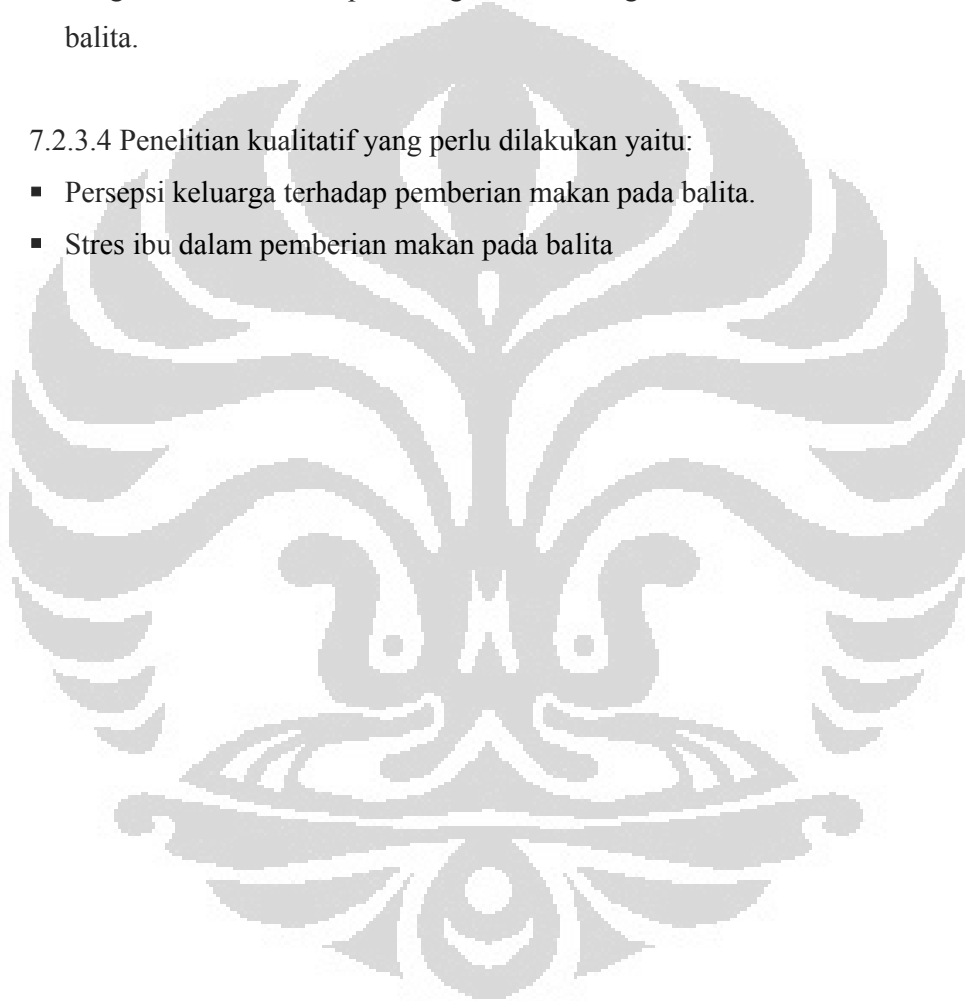 balita.
7.2.3.4 Penelitian kualitatif yang perlu dilakukan yaitu:
▪ Persepsi keluarga terhadap pemberian makan pada balita.
▪ Stres ibu dalam pemberian makan pada balita